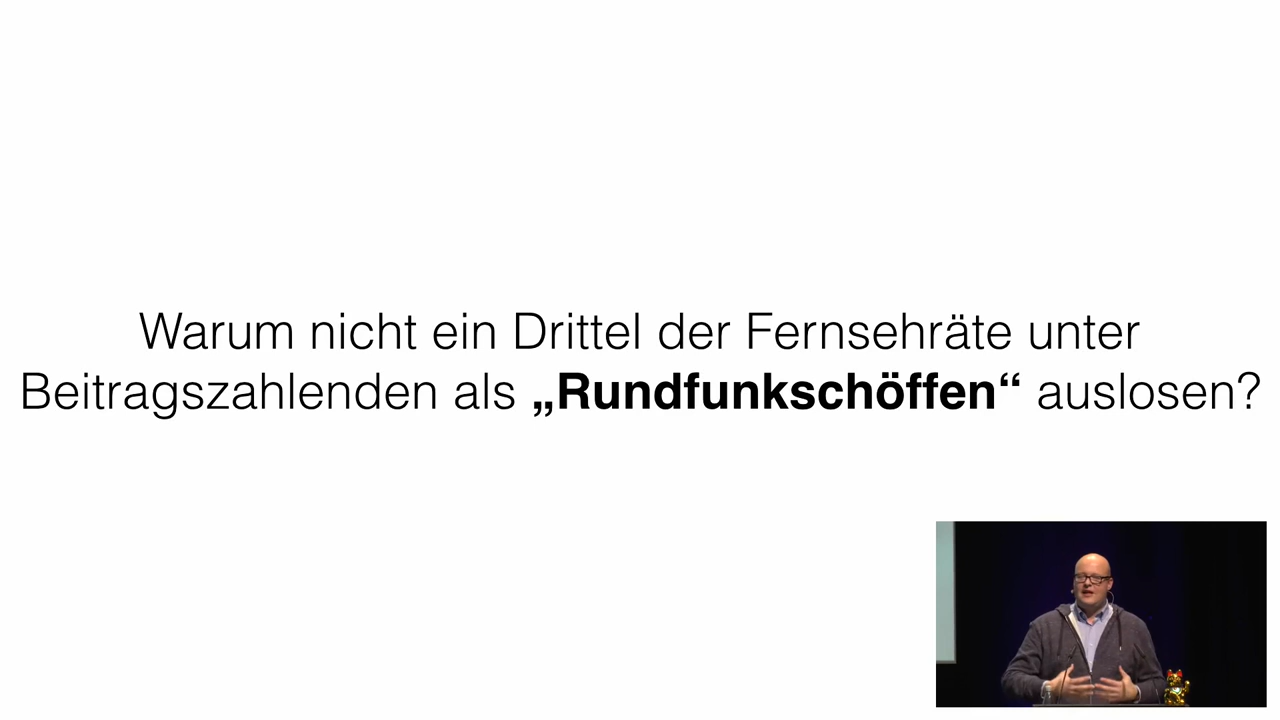 Warum nicht ein Drittel der Fernsehräte unter
Beitragszahlenden als „Rundfunkschöffen“ auslosen?